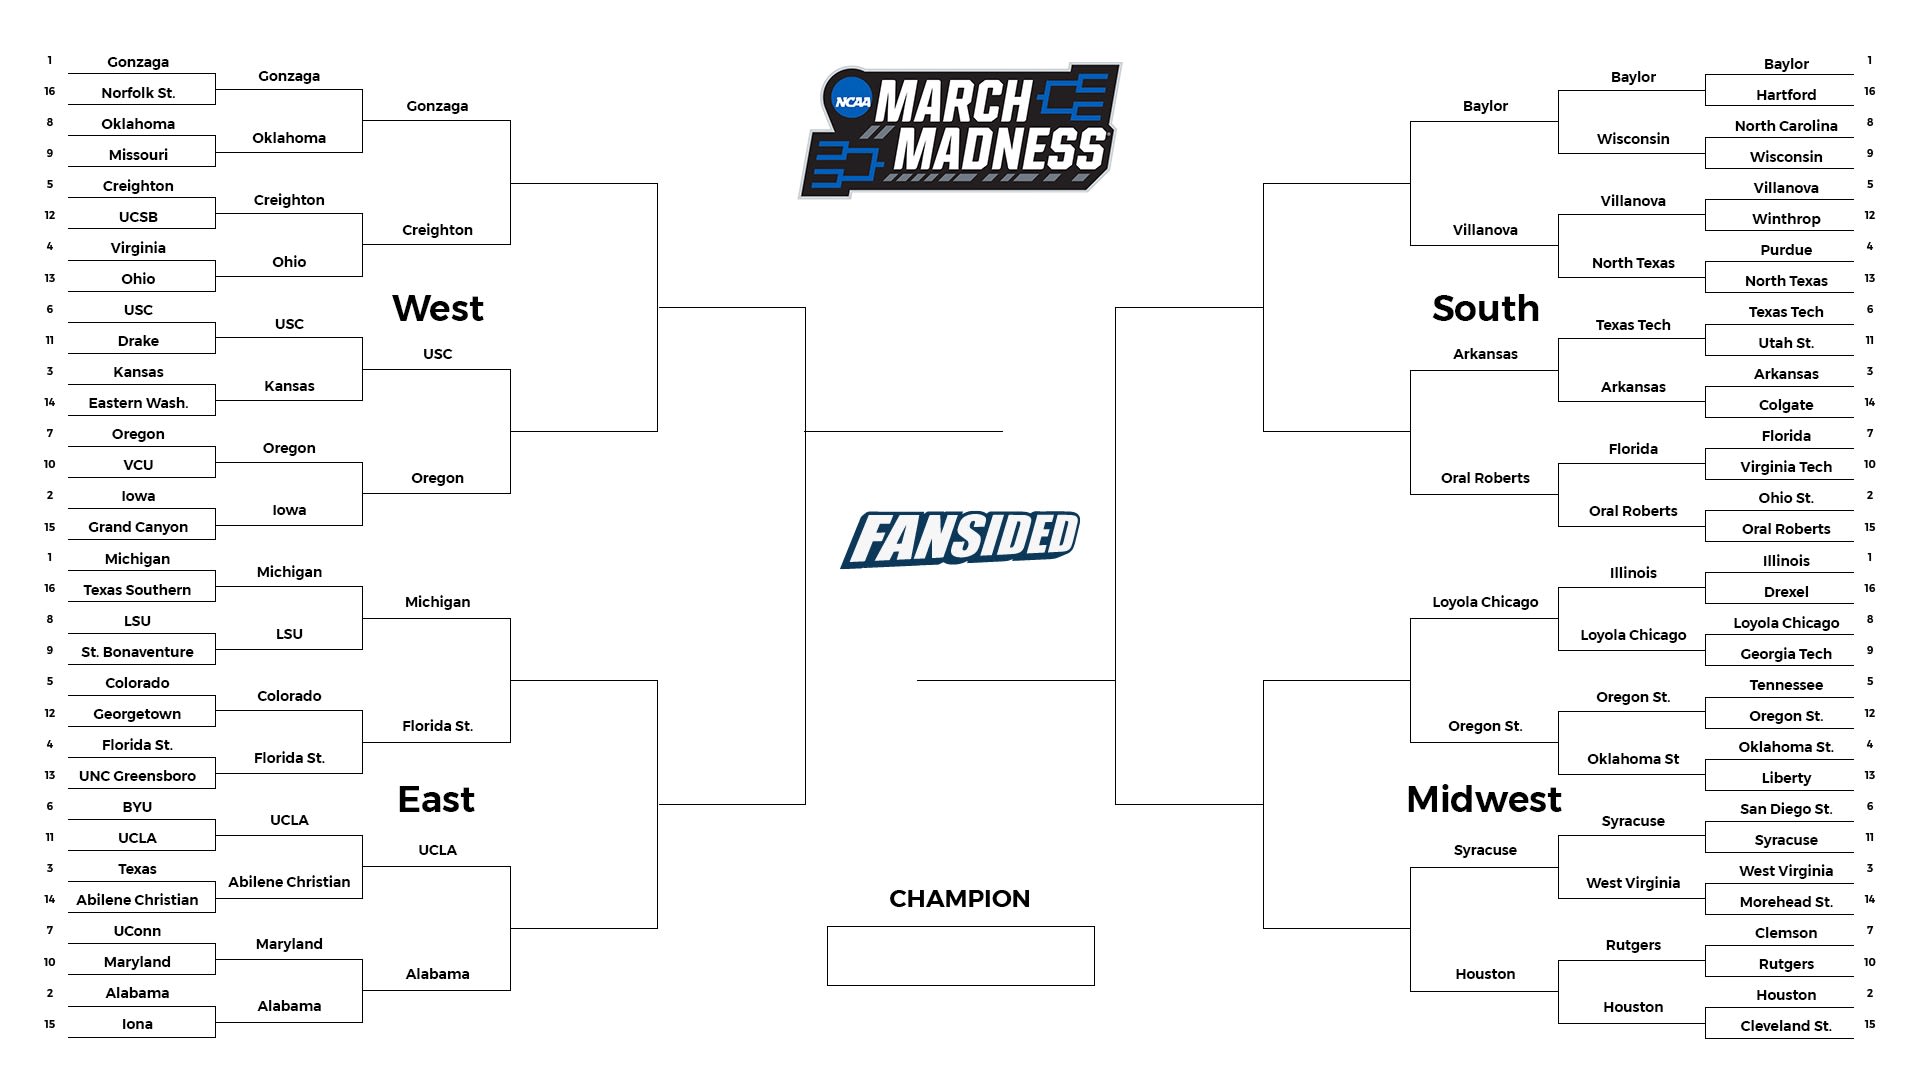 NCAA
MARCH
MADNESS
1 Gonzaga
16 Norfolk St.
8 Oklahoma
9 Missouri
5 Creighton
12 UCSB
4 Virginia
13 Ohio
6 USC
11 Drake
3 Kansas
14 Eastern Wash.
7 Oregon
10 VCU
2 Iowa
15 Grand Canyon
Gonzaga
Oklahoma
Creighton
Ohio
USC
Kansas
Oregon
Iowa
Gonzaga
Creighton
West
USC
Oregon
1 Michigan
16 Texas Southern
8 LSU
9 St. Bonaventure
5 Colorado
12 Georgetown
4 Florida St.
13 UNC Greensboro
6 BYU
11 UCLA
3 Texas
14 Abilene Christian
7 UConn
10 Maryland
2 Alabama
15 Iona
Michigan
LSU
Colorado
Florida St.
UCLA
Abilene Christian
Maryland
Alabama
Michigan
Florida St.
East
UCLA
Alabama
FANSIDED
CHAMPION
Baylor
Villanova
South
Arkansas
Oral Roberts
Baylor
Wisconsin
Villanova
North Texas
Texas Tech
Arkansas
Florida
Oral Roberts
Baylor 1
Hartford 16
North Carolina 8
Wisconsin 9
Villanova 5
Winthrop 12
Purdue 4
North Texas 13
Texas Tech 6
Utah St. 11
Arkansas 3
Colgate 14
Florida 7
Virginia Tech 10
Ohio St. 2
Oral Roberts 15
Loyola Chicago
Oregon St.
Midwest
Syracuse
Houston
Illinois
Loyola Chicago
Oregon St.
Oklahoma St
Syracuse
West Virginia
Rutgers
Houston
Illinois 1
Drexel 16
Loyola Chicago 8
Georgia Tech 9
Tennessee 5
Oregon St. 12
Oklahoma St. 4
Liberty 13
San Diego St. 6
Syracuse 11
West Virginia 3
Morehead St. 14
Clemson 7
Rutgers 10
Houston 2
Cleveland St. 15